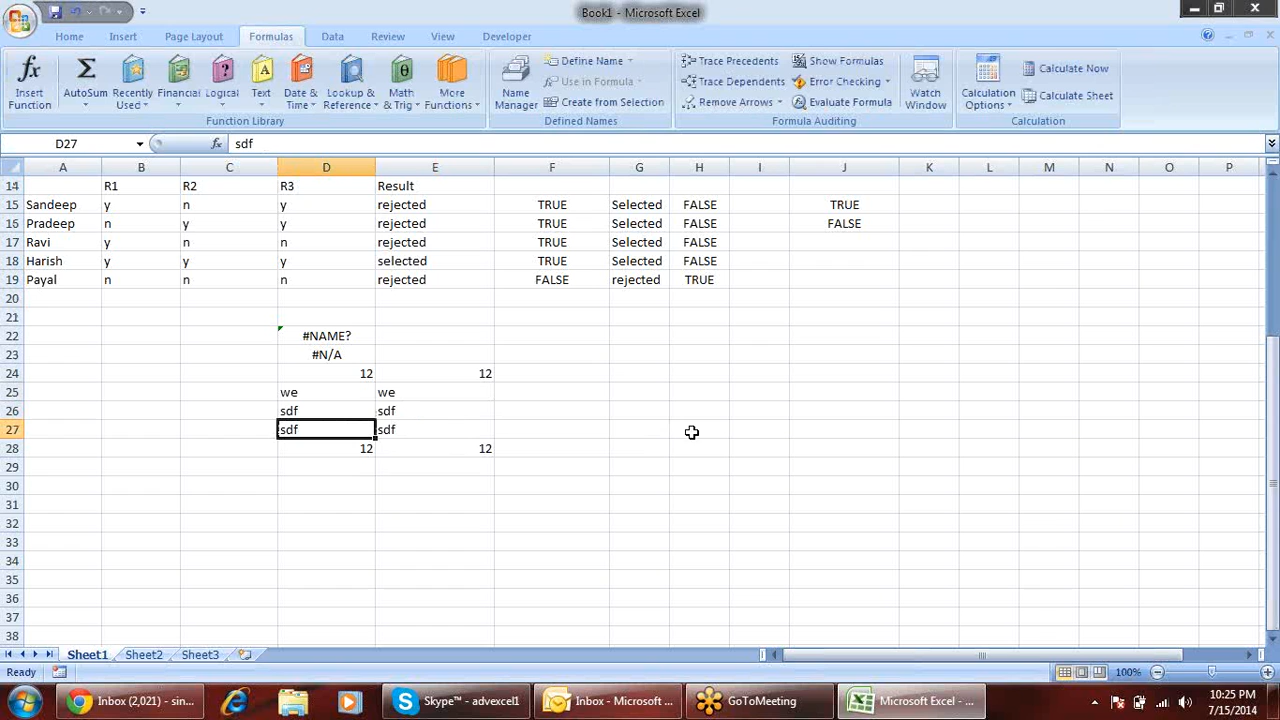 Book1 - Microsoft Excel
Home Insert Page Layout Formulas Data Review View Developer
Insert Function
AutoSum
Recently Used
Financial
Logical
Text
Date & Time
Lookup & Reference
Math & Trig
More Functions
Function Library
Name Manager
Define Name
Use in Formula
Create from Selection
Defined Names
Trace Precedents
Trace Dependents
Remove Arrows
Show Formulas
Error Checking
Evaluate Formula
Formula Auditing
Watch Window
Calculation Options
Calculate Now
Calculate Sheet
Calculation
D27 fx sdf
A B C D E F G H I J K L M N O P
14 R1 R2 R3 Result
15 Sandeep y n y rejected TRUE Selected FALSE TRUE
16 Pradeep n y y rejected TRUE Selected FALSE FALSE
17 Ravi y n n rejected TRUE Selected FALSE
18 Harish y y y selected TRUE Selected FALSE
19 Payal n n n rejected FALSE rejected TRUE
20
21
22 #NAME?
23 #N/A
24 12 12
25 we we
26 sdf sdf
27 sdf sdf
28 12 12
29
30
31
32
33
34
35
36
37
38
Sheet1 Sheet2 Sheet3
Ready 100%
Inbox (2,021) - sin...
Skype™ - advexcel1
Inbox - Microsoft ...
GoToMeeting
Microsoft Excel - ...
10:25 PM
7/15/2014